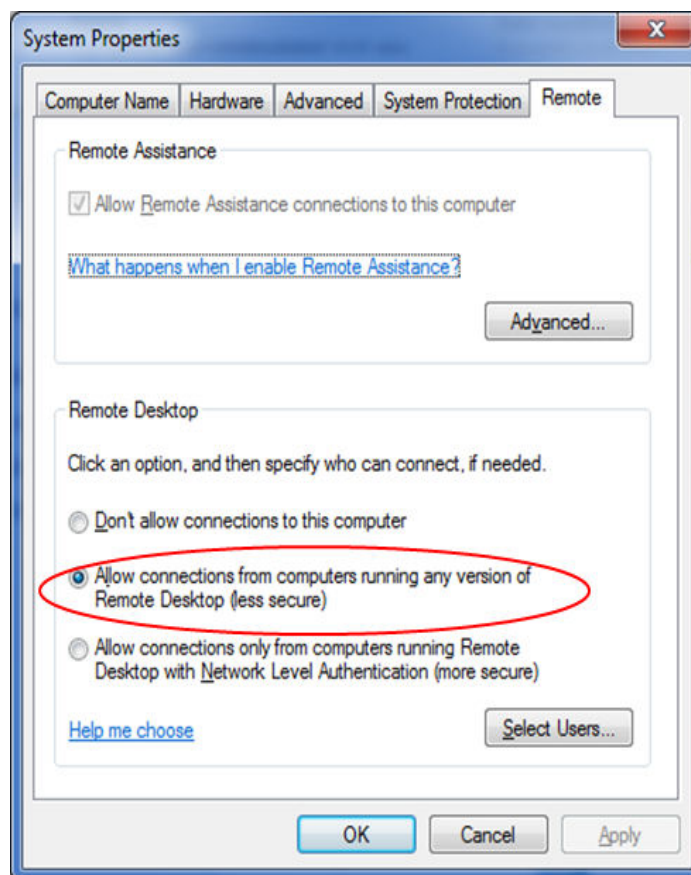 System Properties
Computer Name Hardware Advanced System Protection Remote
Remote Assistance
Allow Remote Assistance connections to this computer
What happens when I enable Remote Assistance?
Advanced...
Remote Desktop
Click an option, and then specify who can connect, if needed.
Don't allow connections to this computer
Allow connections from computers running any version of
Remote Desktop (less secure)
Allow connections only from computers running Remote
Desktop with Network Level Authentication (more secure)
Help me choose
Select Users...
OK Cancel Apply